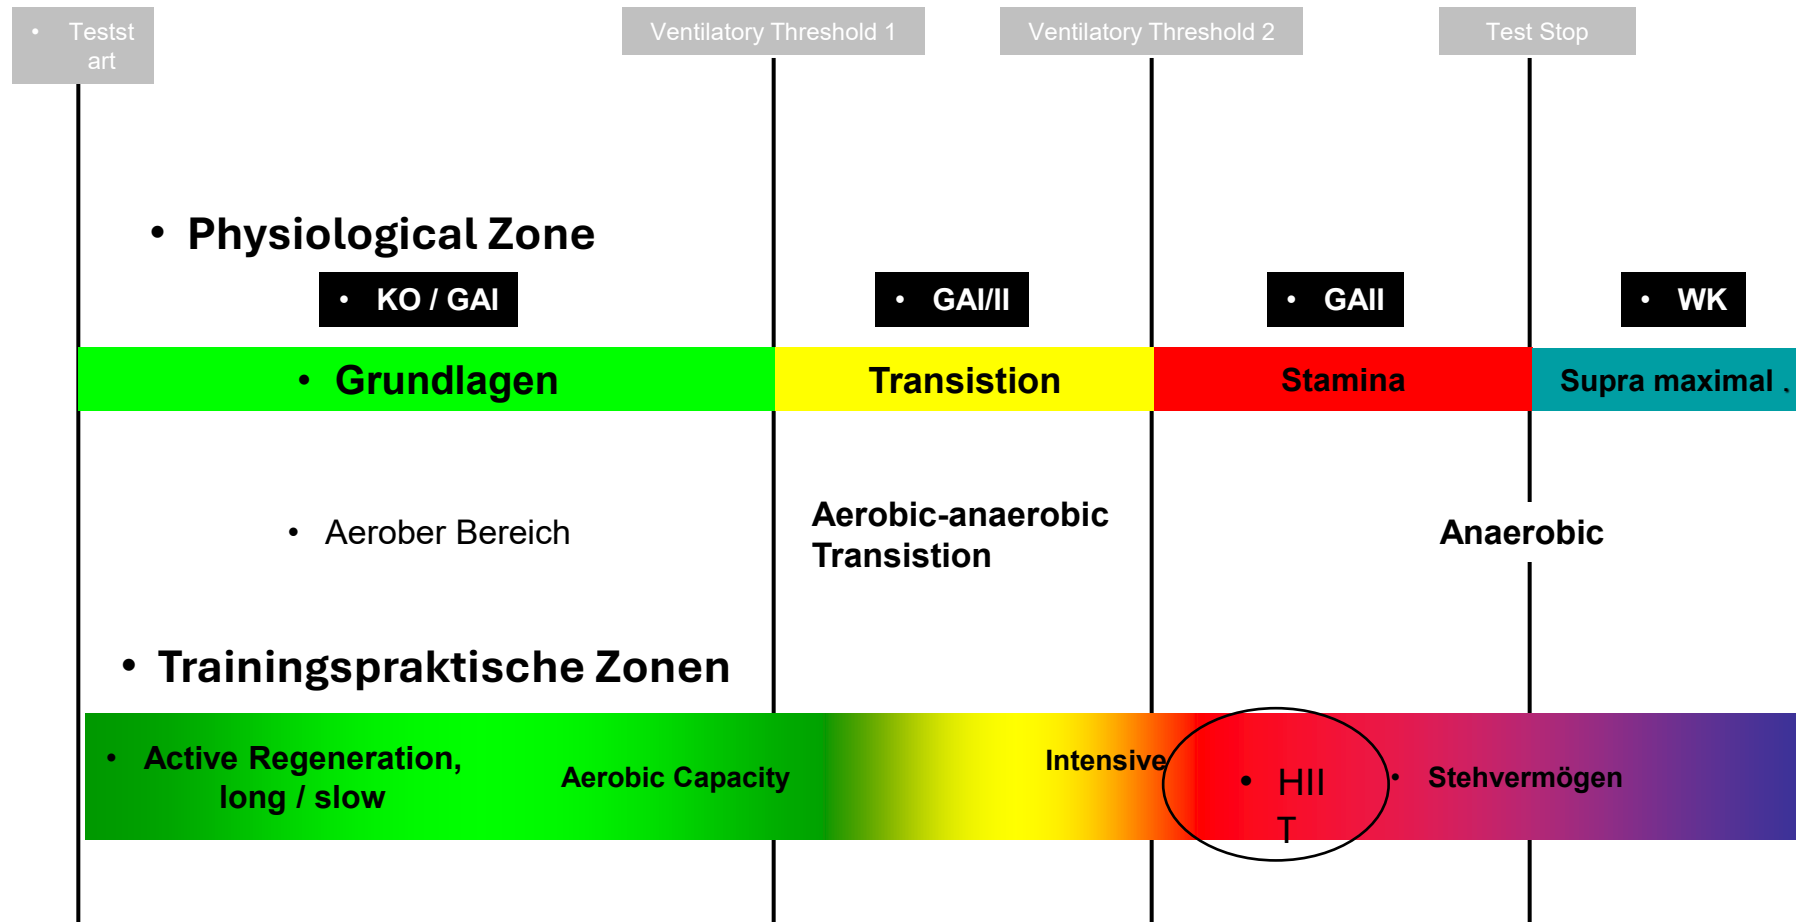 • Testst
art
Ventilatory Threshold 1
Ventilatory Threshold 2
Test Stop
• Physiological Zone
• KO / GAI
• GAI/II
• GAII
• WK
• Grundlagen
Transistion
Stamina
Supra maximal .
• Aerober Bereich
Aerobic-anaerobic
Transistion
Anaerobic
• Trainingspraktische Zonen
• Active Regeneration,
long / slow
Aerobic Capacity
Intensive
• HII
T
• Stehvermögen